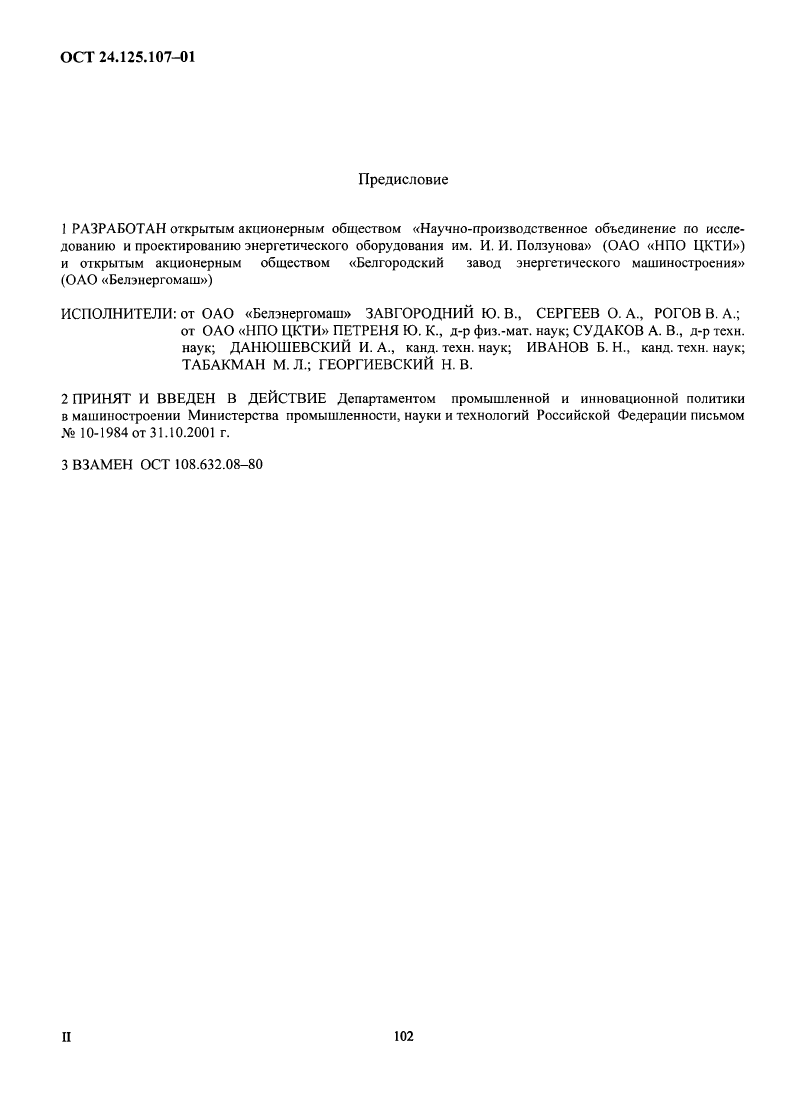 ОСТ 24.125.107–01
Предисловие
1 РАЗРАБОТАН открытым акционерным обществом «Научно-производственное объединение по иссле-
дованию и проектированию энергетического оборудования им. И. И. Ползунова» (ОАО «НПО ЦКТИ»)
и открытым акционерным обществом «Белгородский завод энергетического машиностроения»
(ОАО «Белэнергомаш»)
ИСПОЛНИТЕЛИ: от ОАО «Белэнергомаш» ЗАВГОРОДНИЙ Ю. В., СЕРГЕЕВ О. А., РОГОВ В. А.;
от ОАО «НПО ЦКТИ» ПЕТРЕНЯ Ю. К., д-р физ.-мат. наук; СУДАКОВ А. В., д-р техн.
наук; ДАНЮШЕВСКИЙ И. А., канд. техн. наук; ИВАНОВ Б. Н., канд. техн. наук;
ТАБАКМАН М. Л.; ГЕОРГИЕВСКИЙ Н. В.
2 ПРИНЯТ И ВВЕДЕН В ДЕЙСТВИЕ Департаментом промышленной и инновационной политики
в машиностроении Министерства промышленности, науки и технологий Российской Федерации письмом
№ 10-1984 от 31.10.2001 г.
3 ВЗАМЕН ОСТ 108.632.08–80
II
102